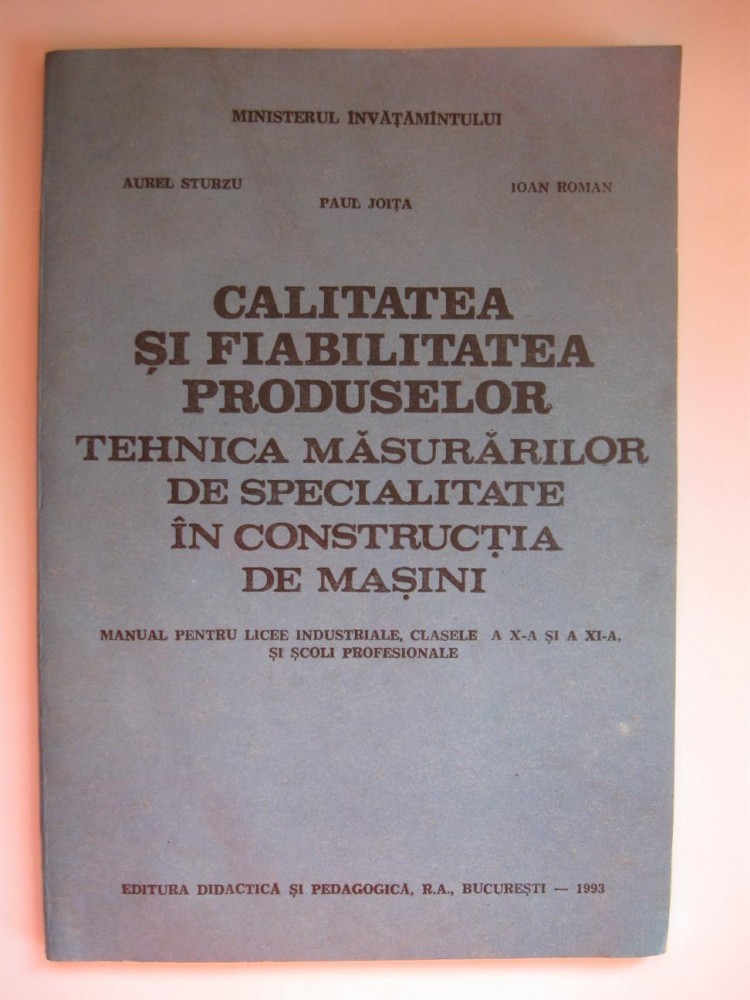 MINISTERUL ÎNVĂȚĂMÎNTULUI
AUREL STURZU
IOAN ROMAN
PAUL JOIȚA
CALITATEA
ȘI FIABILITATEA
PRODUSELOR
TEHNICA MĂSURĂRILOR
DE SPECIALITATE
ÎN CONSTRUCȚIA
DE MAȘINI
MANUAL PENTRU LICEE INDUSTRIALE, CLASELE A X-A ȘI A XI-A,
ȘI ȘCOLI PROFESIONALE
EDITURA DIDACTICĂ ȘI PEDAGOGICĂ, R.A., BUCUREȘTI — 1993